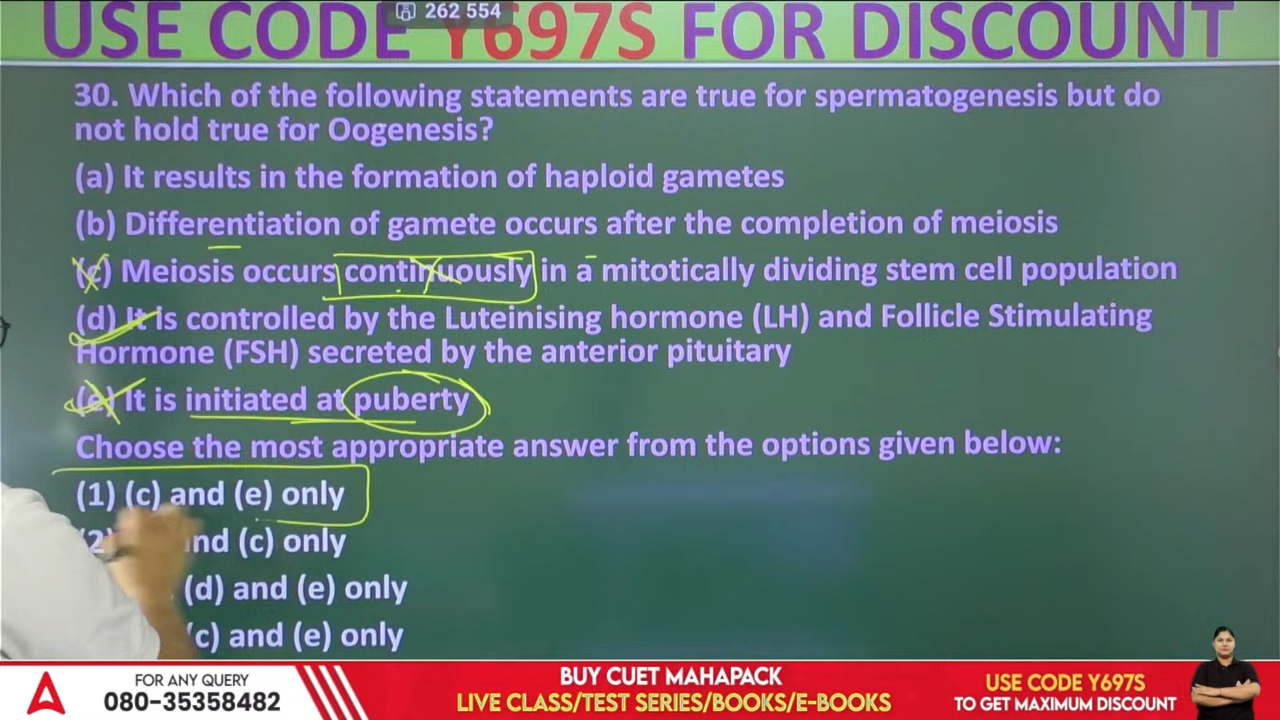 USE CODE Y697S FOR DISCOUNT
262 554
30. Which of the following statements are true for spermatogenesis but do
not hold true for Oogenesis?
(a) It results in the formation of haploid gametes
(b) Differentiation of gamete occurs after the completion of meiosis
(c) Meiosis occurs continuously in a mitotically dividing stem cell population
(d) It is controlled by the Luteinising hormone (LH) and Follicle Stimulating
Hormone (FSH) secreted by the anterior pituitary
(e) It is initiated at puberty
Choose the most appropriate answer from the options given below:
(1) (c) and (e) only
(2) and (c) only
(d) and (e) only
(c) and (e) only
FOR ANY QUERY
080-35358482
BUY CUET MAHAPACK
LIVE CLASS/TEST SERIES/BOOKS/E-BOOKS
USE CODE Y697S
TO GET MAXIMUM DISCOUNT